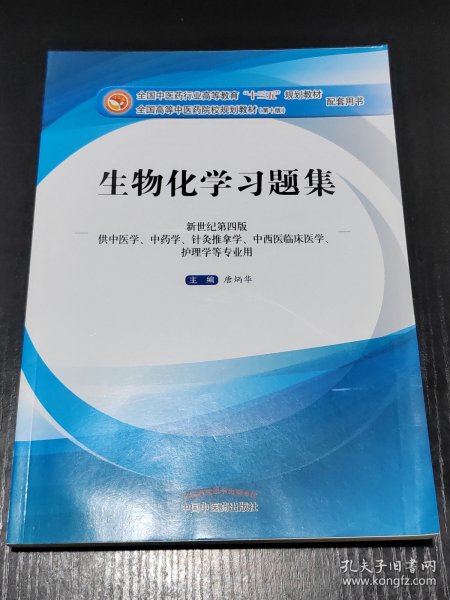 全国中医药行业高等教育“十三五”规划教材
全国高等中医药院校规划教材(第十版)
配套用书
生物化学习题集
新世纪第四版
供中医学、中药学、针灸推拿学、中西医临床医学、
护理学等专业用
主 编 唐炳华
中国中医药出版社
孔夫子旧书网
www.kongfz.com